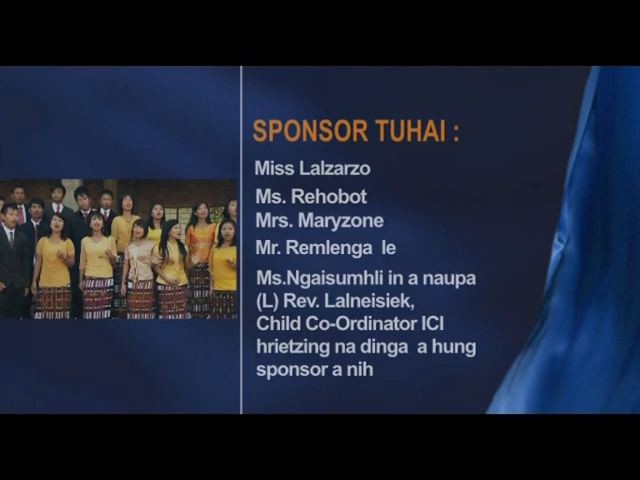 SPONSOR TUHAI :
Miss Lalzarzo
Ms. Rehobot
Mrs. Maryzone
Mr. Remlenga le
Ms.Ngaisumhli in a naupa
(L) Rev. Lalneisiek,
Child Co-Ordinator ICI
hrietzing na dinga a hung
sponsor a nih